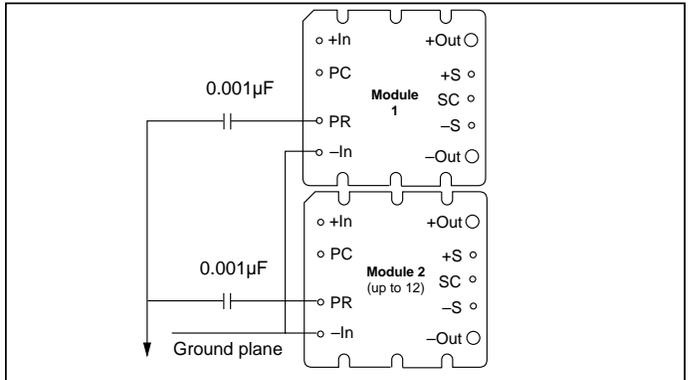 +In
+Out
PC
+S
0.001µF
Module
1
SC
PR
–S
–In
–Out
+In
+Out
PC
+S
0.001µF
Module 2
(up to 12)
SC
PR
–S
–In
–Out
Ground plane